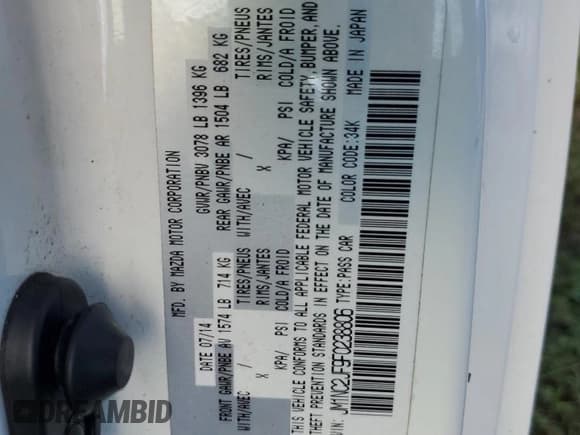 MFD. BY MAZDA MOTOR CORPORATION
DATE 07/14 GVWR/PNBV 3078 LB 1396 KG
FRONT GAWR/PNBE AV 1574 LB 714 KG REAR GAWR/PNBE AR 1504 LB 682 KG
WITH/AVEC / TIRES/PNEUS WITH/AVEC / TIRES/PNEUS
X RIMS/JANTES X RIMS/JANTES
KPA/ PSI COLD/A FROID KPA/ PSI COLD/A FROID
THIS VEHICLE CONFORMS TO ALL APPLICABLE FEDERAL MOTOR VEHICLE SAFETY, BUMPER, AND
THEFT PREVENTION STANDARDS IN EFFECT ON THE DATE OF MANUFACTURE SHOWN ABOVE.
VIN: JM1NC2JF9F0238806 TYPE:PASS CAR COLOR CODE:34K MADE IN JAPAN
DREAMBID